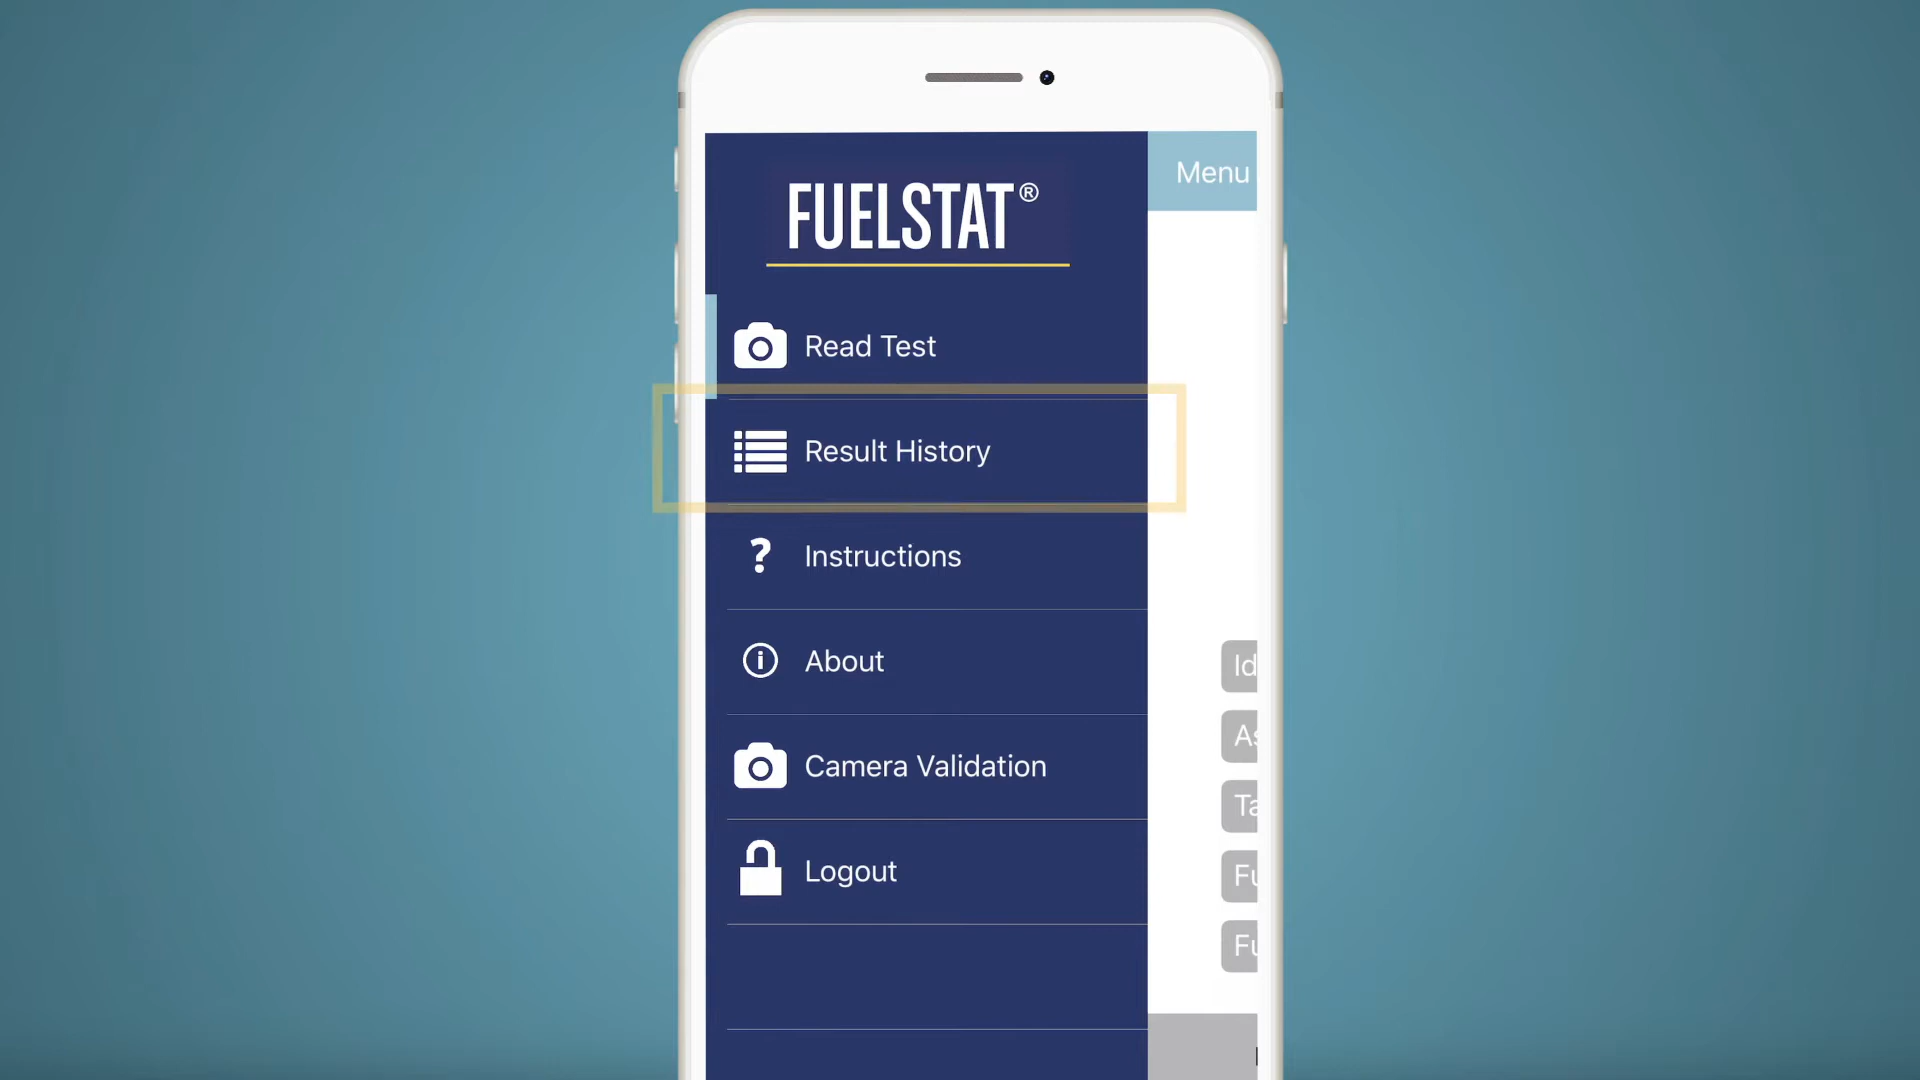 FUELSTAT®
Menu
Read Test
Result History
Instructions
About
Camera Validation
Logout